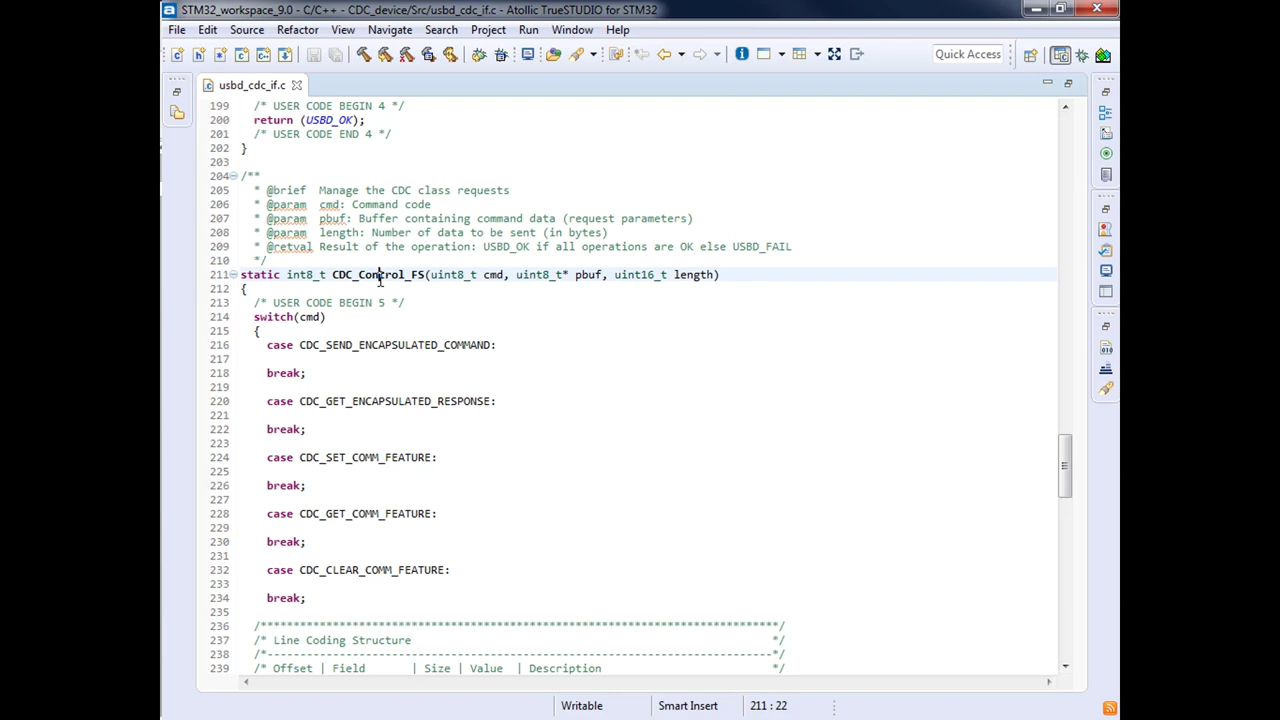 STM32_workspace_9.0 - C/C++ - CDC_device/Src/usbd_cdc_if.c - Atollic TrueSTUDIO for STM32
File Edit Source Refactor View Navigate Search Project Run Window Help
Quick Access
usbd_cdc_if.c
199 /* USER CODE BEGIN 4 */
200 return (USBD_OK);
201 /* USER CODE END 4 */
202 }
203
204 /**
205 * @brief Manage the CDC class requests
206 * @param cmd: Command code
207 * @param pbuf: Buffer containing command data (request parameters)
208 * @param length: Number of data to be sent (in bytes)
209 * @retval Result of the operation: USBD_OK if all operations are OK else USBD_FAIL
210 */
211 static int8_t CDC_Control_FS(uint8_t cmd, uint8_t* pbuf, uint16_t length)
212 {
213 /* USER CODE BEGIN 5 */
214 switch(cmd)
215 {
216 case CDC_SEND_ENCAPSULATED_COMMAND:
217
218 break;
219
220 case CDC_GET_ENCAPSULATED_RESPONSE:
221
222 break;
223
224 case CDC_SET_COMM_FEATURE:
225
226 break;
227
228 case CDC_GET_COMM_FEATURE:
229
230 break;
231
232 case CDC_CLEAR_COMM_FEATURE:
233
234 break;
235
236 /*******************************************************************************/
237 /* Line Coding Structure */
238 /*-----------------------------------------------------------------------------*/
239 /* Offset | Field | Size | Value | Description */
Writable Smart Insert 211 : 22